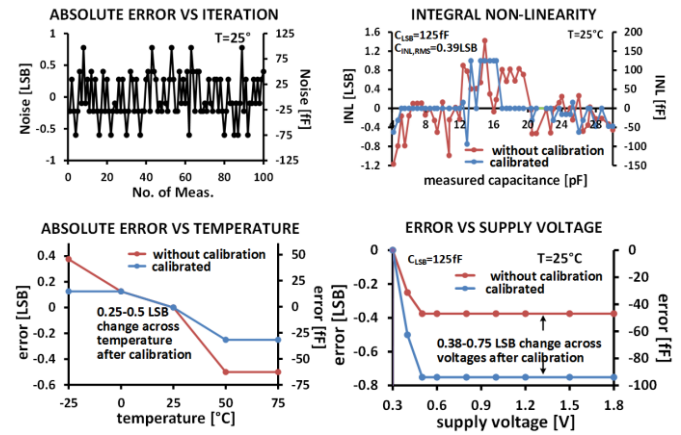 ABSOLUTE ERROR VS ITERATION
T=25°
Noise [LSB]
1
0.5
0
-0.5
-1
125
75
25
-25
-75
-125
Noise [fF]
0 20 40 60 80 100
No. of Meas.
INTEGRAL NON-LINEARITY
CLSB=125fF
CINL,RMS=0.39LSB
T=25°C
INL [LSB]
1.6
1.2
0.8
0.4
0
-0.4
-0.8
-1.2
200
150
100
50
0
-50
-100
-150
INL [fF]
4 8 12 16 20 24 28
without calibration
calibrated
measured capacitance [pF]
ABSOLUTE ERROR VS TEMPERATURE
without calibration
calibrated
error [LSB]
0.4
0.2
0
-0.2
-0.4
-0.6
50
25
0
-25
-50
-75
error [fF]
0.25-0.5 LSB
change across
temperature
after calibration
-25 0 25 50 75
temperature [°C]
ERROR VS SUPPLY VOLTAGE
CLSB=125fF
T=25°C
without calibration
calibrated
error [LSB]
0
-0.2
-0.4
-0.6
-0.8
0
-20
-40
-60
-80
-100
error [fF]
0.38-0.75 LSB change across
voltages after calibration
0.3 0.6 0.9 1.2 1.5 1.8
supply voltage [V]